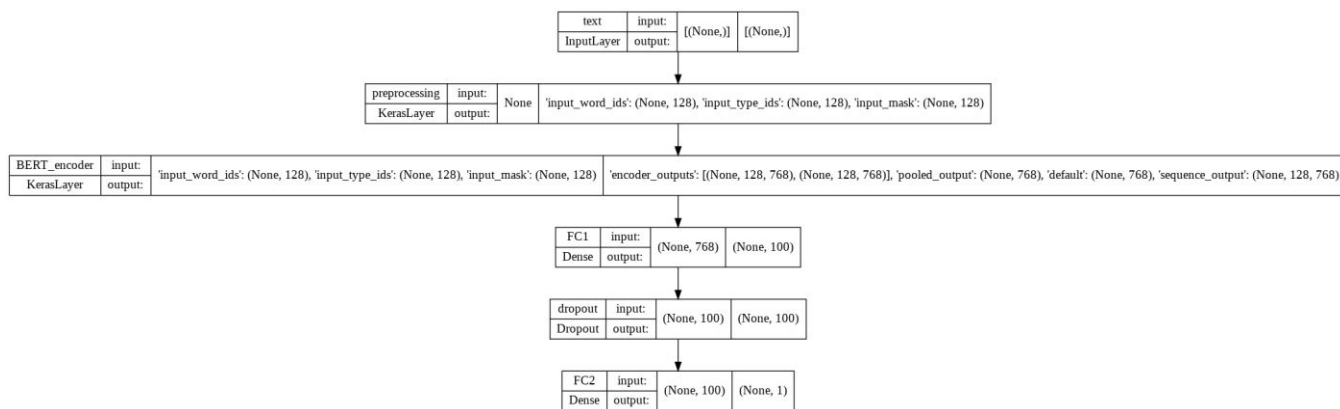 text input: [(None,)] [(None,)]
InputLayer output:
preprocessing input: None 'input_word_ids': (None, 128), 'input_type_ids': (None, 128), 'input_mask': (None, 128)
KerasLayer output:
BERT_encoder input: 'input_word_ids': (None, 128), 'input_type_ids': (None, 128), 'input_mask': (None, 128) 'encoder_outputs': [(None, 128, 768), (None, 128, 768)], 'pooled_output': (None, 768), 'default': (None, 768), 'sequence_output': (None, 128, 768)
KerasLayer output:
FC1 input: (None, 768) (None, 100)
Dense output:
dropout input: (None, 100) (None, 100)
Dropout output:
FC2 input: (None, 100) (None, 1)
Dense output: